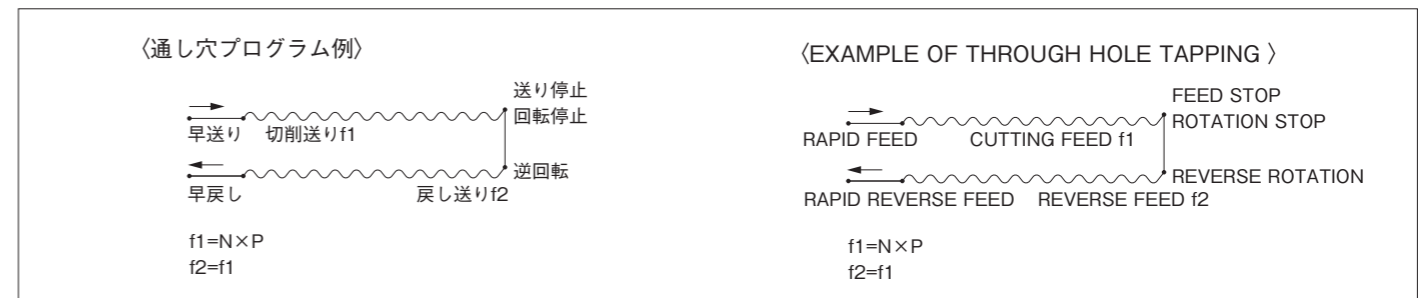 〈通し穴プログラム例〉
送り停止
回転停止
早送り 切削送りf1
逆回転
早戻し 戻し送りf2
f1=N×P
f2=f1
〈EXAMPLE OF THROUGH HOLE TAPPING 〉
FEED STOP
ROTATION STOP
RAPID FEED CUTTING FEED f1
REVERSE ROTATION
RAPID REVERSE FEED REVERSE FEED f2
f1=N×P
f2=f1